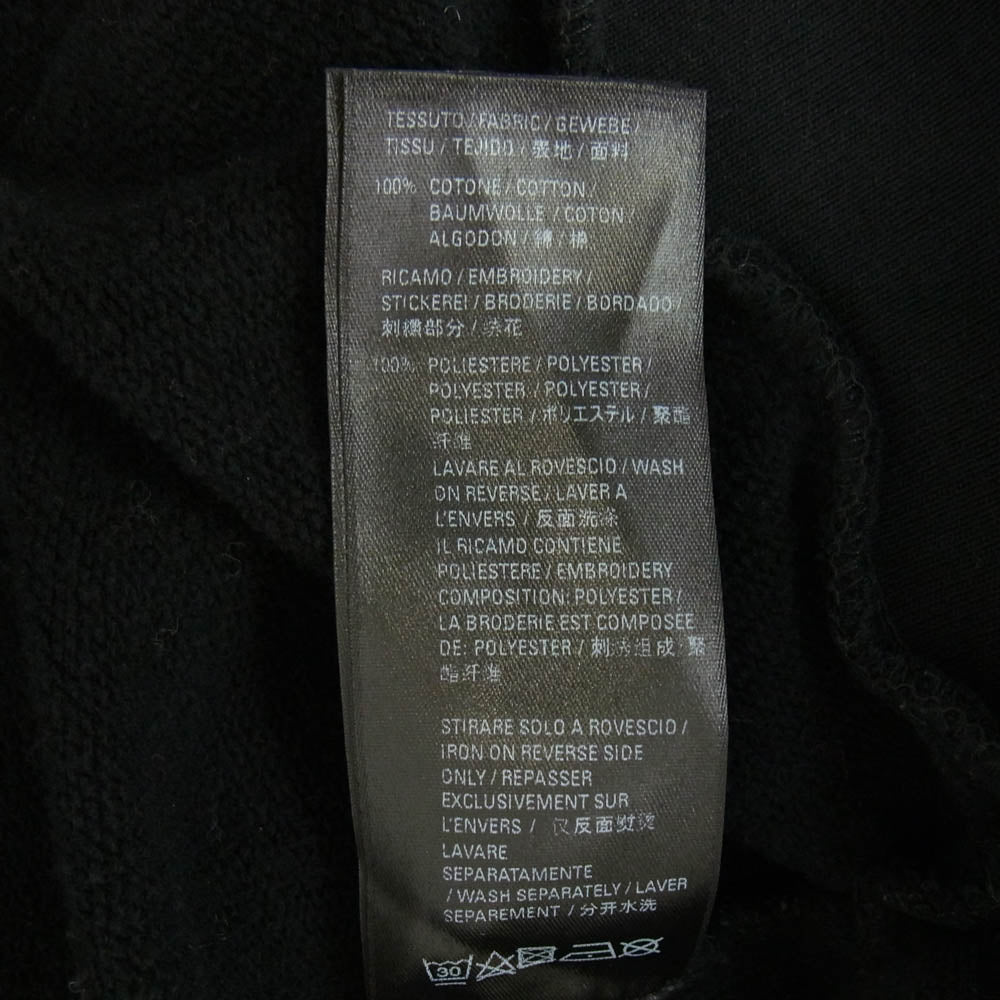 TESSUTO / FABRIC / GEWEBE /
TISSU / TEJIDO / 表地 / 面料
100% COTONE / COTTON /
BAUMWOLLE / COTON /
ALGODON / 綿 / 棉
RICAMO / EMBROIDERY /
STICKEREI / BRODERIE / BORDADO /
刺繍部分 / 绣花
100% POLIESTERE / POLYESTER /
POLYESTER / POLYESTER /
POLIESTER / ポリエステル / 聚酯
纤维
LAVARE AL ROVESCIO / WASH
ON REVERSE / LAVER A
L'ENVERS / 反面洗涤
IL RICAMO CONTIENE
POLIESTERE / EMBROIDERY
COMPOSITION: POLYESTER /
LA BRODERIE EST COMPOSEE
DE: POLYESTER / 刺绣组成: 聚
酯纤维
STIRARE SOLO A ROVESCIO /
IRON ON REVERSE SIDE
ONLY / REPASSER
EXCLUSIVEMENT SUR
L'ENVERS / 仅反面熨烫
LAVARE
SEPARATAMENTE
/ WASH SEPARATELY / LAVER
SEPAREMENT / 分开水洗
30